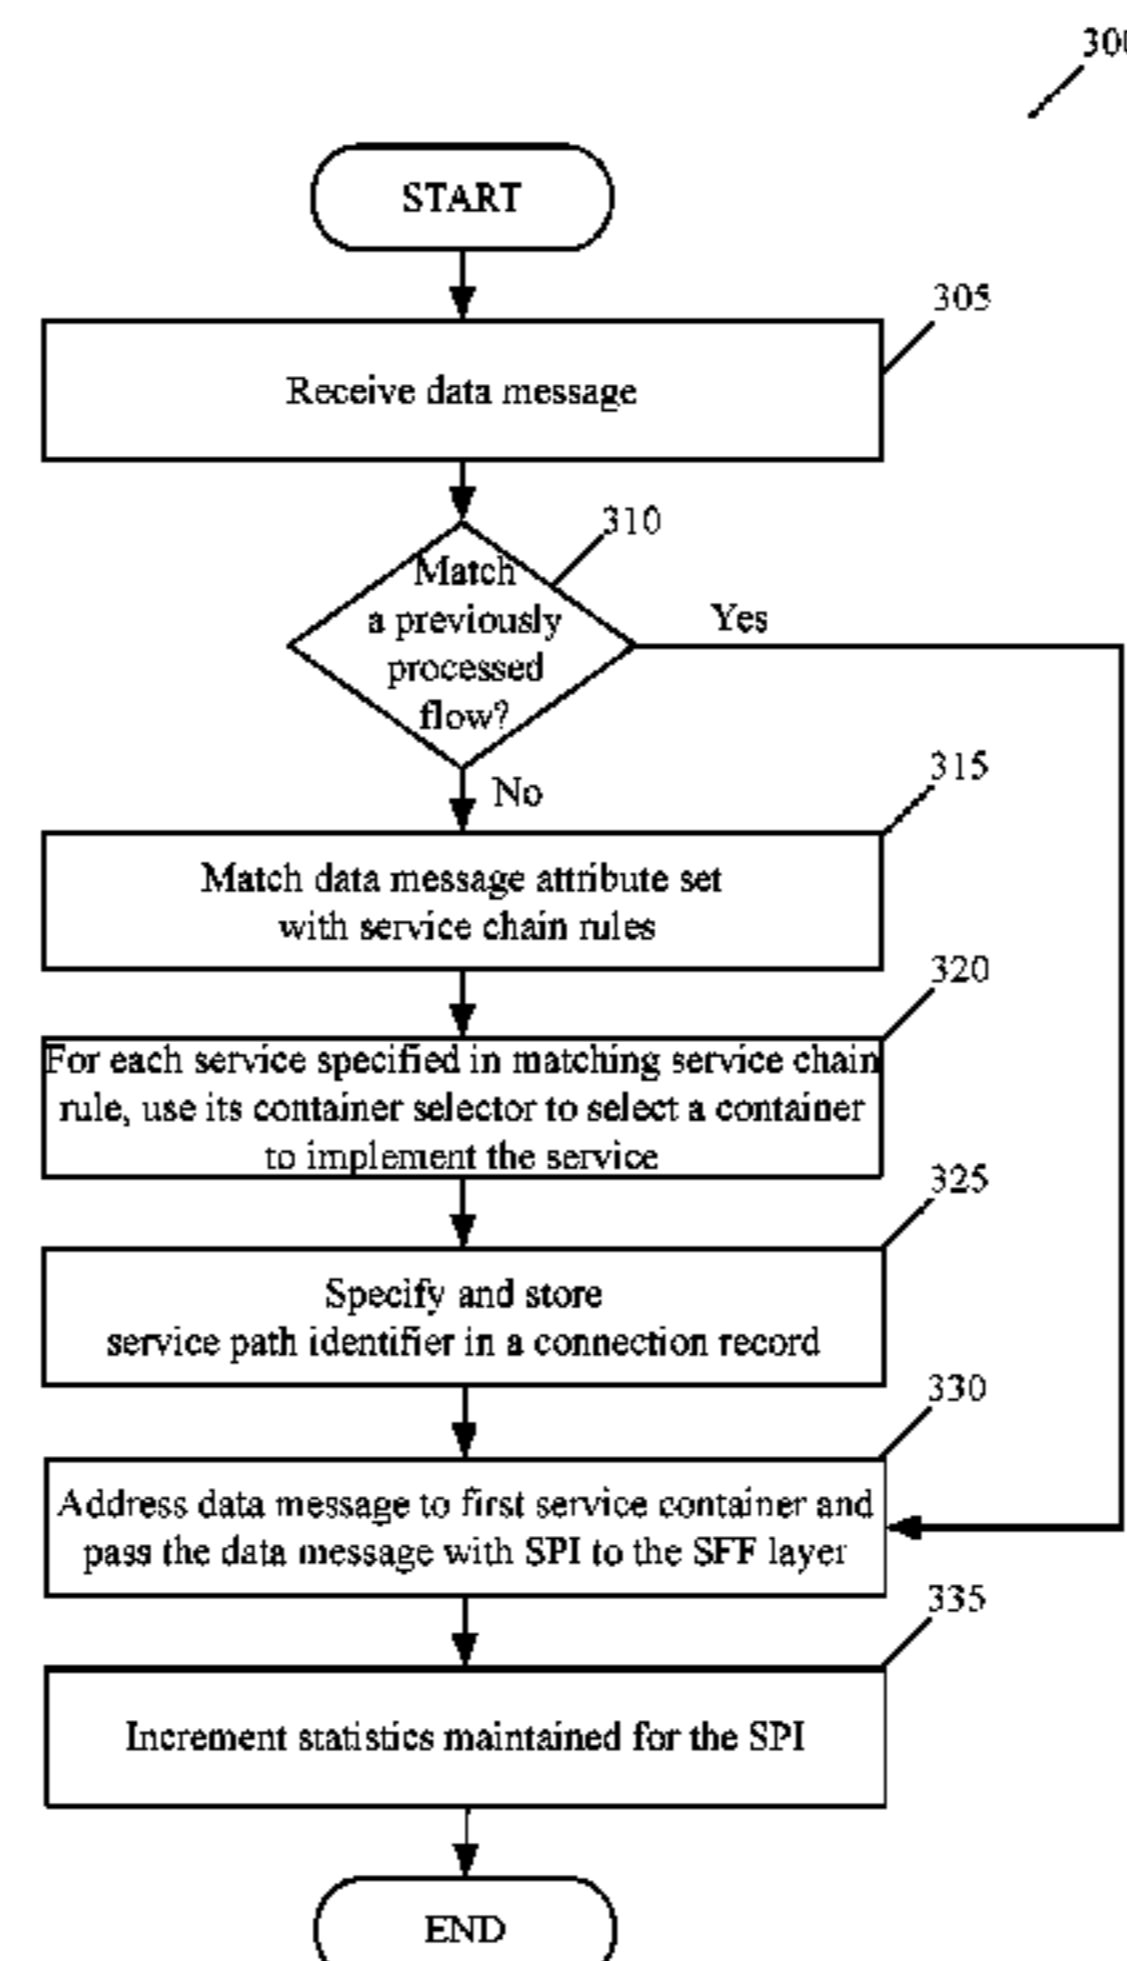 300
START
305
Receive data message
310
Match
a previously
processed
flow?
Yes
No
315
Match data message attribute set
with service chain rules
320
For each service specified in matching service chain
rule, use its container selector to select a container
to implement the service
325
Specify and store
service path identifier in a connection record
330
Address data message to first service container and
pass the data message with SPI to the SFF layer
335
Increment statistics maintained for the SPI
END